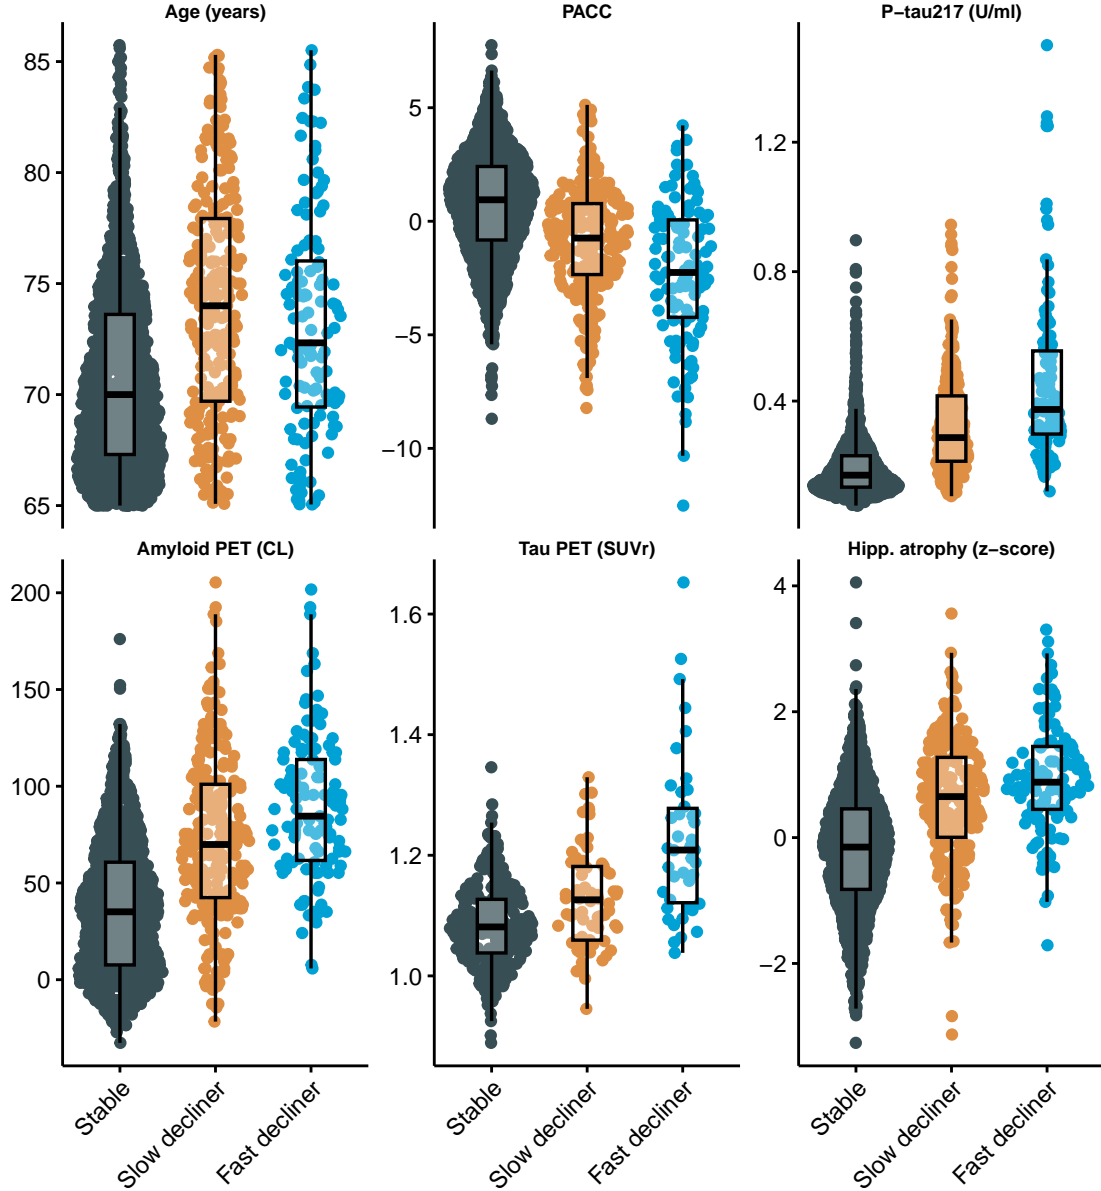 Age (years)
PACC
P−tau217 (U/ml)
85
80
75
70
65
5
0
−5
−10
1.2
0.8
0.4
Amyloid PET (CL)
Tau PET (SUVr)
Hipp. atrophy (z−score)
200
150
100
50
0
1.6
1.4
1.2
1.0
4
2
0
−2
Stable
Slow decliner
Fast decliner
Stable
Slow decliner
Fast decliner
Stable
Slow decliner
Fast decliner